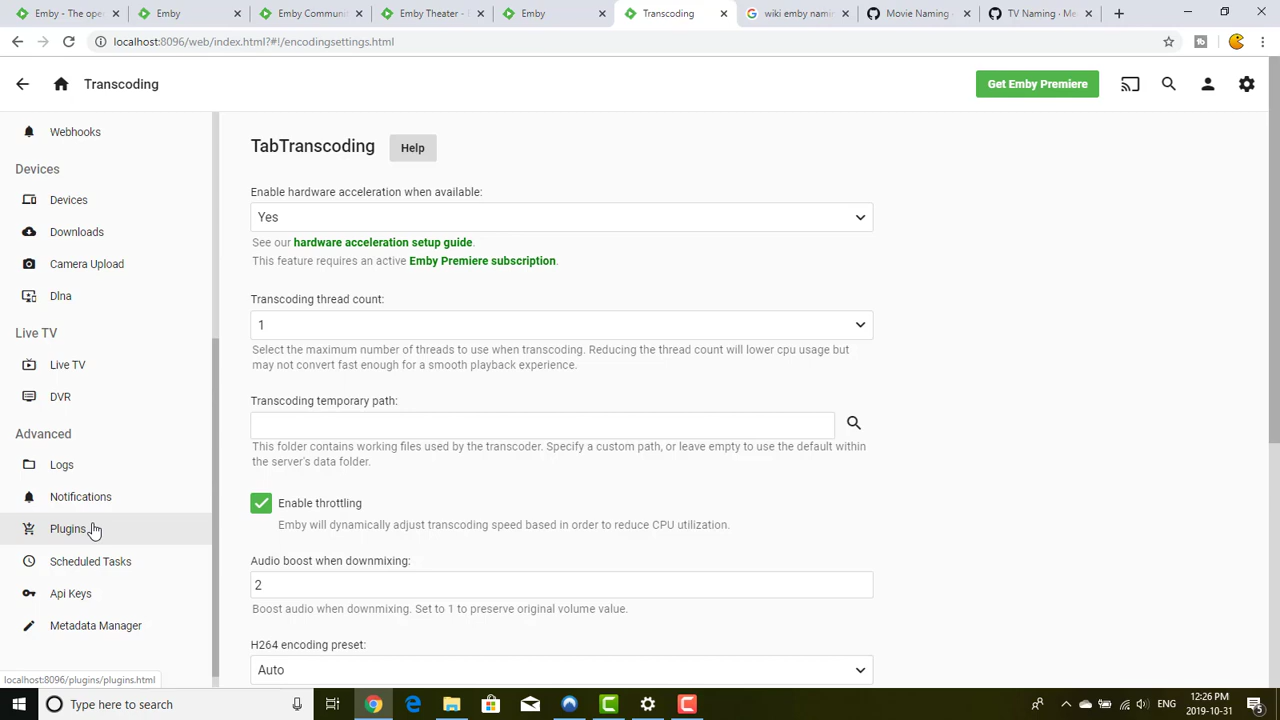 Emby - The open
Emby
Emby Communi
Emby Theater - I
Emby
Transcoding
wiki emby namin
Movie Naming
TV Naming · Me
localhost:8096/web/index.html?#!/encodingsettings.html
Transcoding
Get Emby Premiere
Webhooks
Devices
Devices
Downloads
Camera Upload
Dlna
Live TV
Live TV
DVR
Advanced
Logs
Notifications
Plugins
Scheduled Tasks
Api Keys
Metadata Manager
localhost:8096/plugins/plugins.html
TabTranscoding
Help
Enable hardware acceleration when available:
Yes
See our hardware acceleration setup guide.
This feature requires an active Emby Premiere subscription.
Transcoding thread count:
1
Select the maximum number of threads to use when transcoding. Reducing the thread count will lower cpu usage but
may not convert fast enough for a smooth playback experience.
Transcoding temporary path:
This folder contains working files used by the transcoder. Specify a custom path, or leave empty to use the default within
the server's data folder.
Enable throttling
Emby will dynamically adjust transcoding speed based in order to reduce CPU utilization.
Audio boost when downmixing:
2
Boost audio when downmixing. Set to 1 to preserve original volume value.
H264 encoding preset:
Auto
Type here to search
ENG
12:26 PM
2019-10-31
5